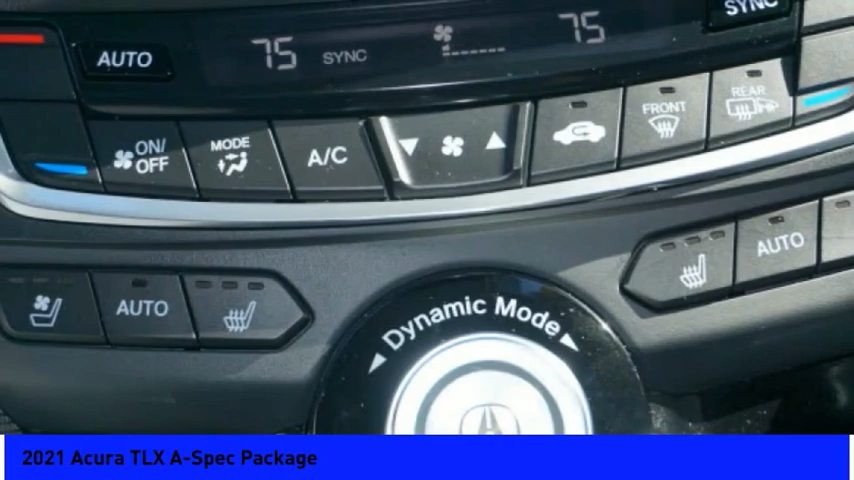 SYNC
AUTO 75 SYNC 75
ON/OFF MODE A/C FRONT REAR
AUTO
AUTO
Dynamic Mode
2021 Acura TLX A-Spec Package